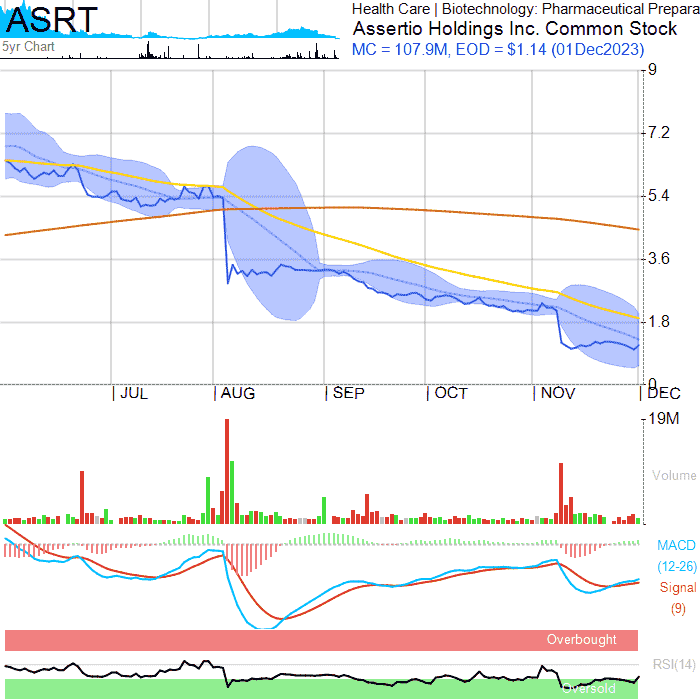 ASRT
Health Care | Biotechnology: Pharmaceutical Prepara
Assertio Holdings Inc. Common Stock
5yr Chart
MC = 107.9M, EOD = $1.14 (01Dec2023)
9
7.2
5.4
3.6
1.8
0
JUL
AUG
SEP
OCT
NOV
DEC
19M
Volume
MACD
(12-26)
Signal
(9)
Overbought
RSI(14)
Oversold